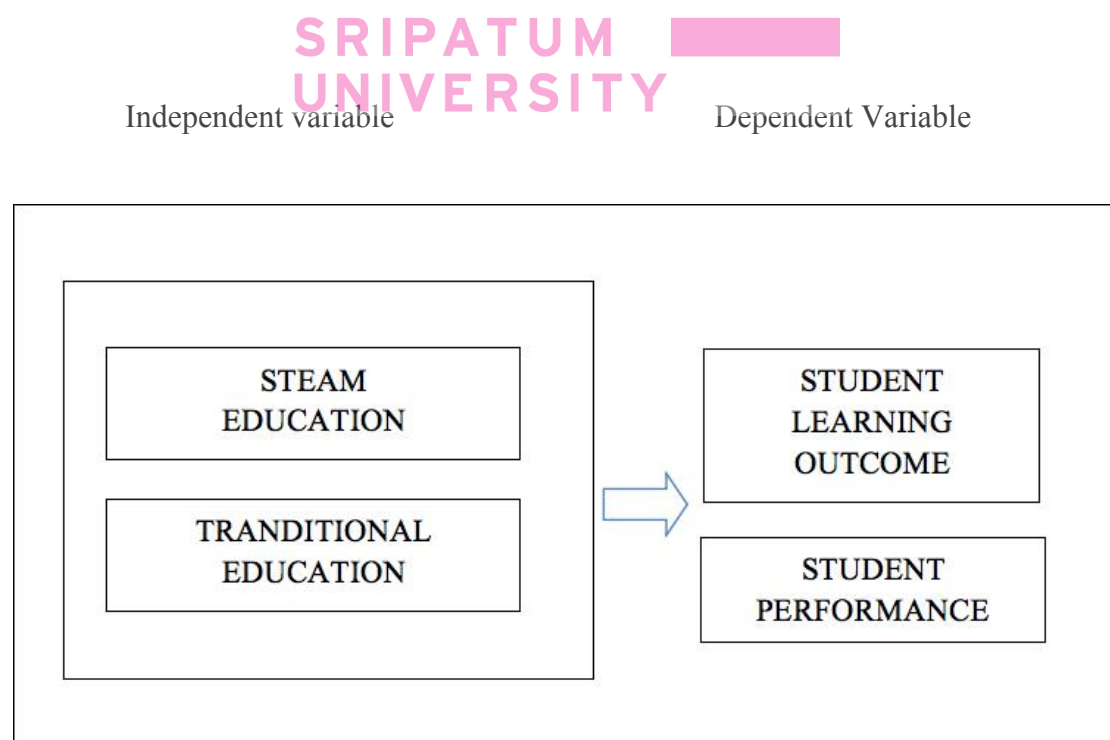 SRIPATUM
UNIVERSITY
Independent variable
Dependent Variable
STEAM
EDUCATION
TRANDITIONAL
EDUCATION
STUDENT
LEARNING
OUTCOME
STUDENT
PERFORMANCE